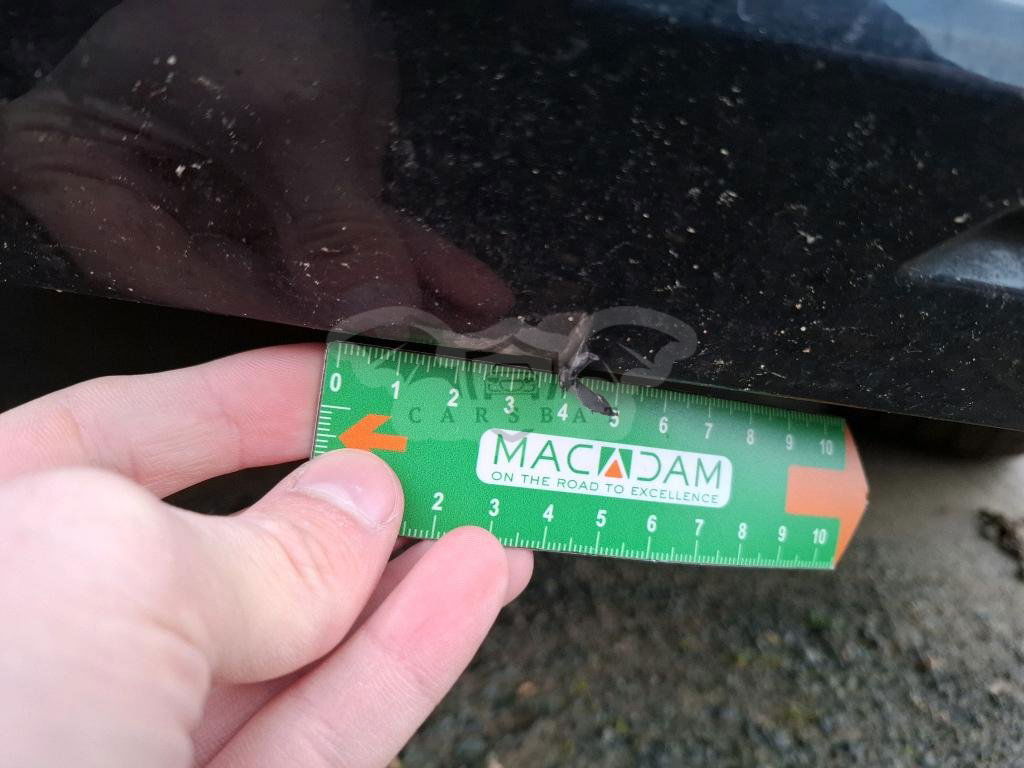 0 1 2 3 4 5 6 7 8 9 10
CARSBA
MACADAM
ON THE ROAD TO EXCELLENCE
2 3 4 5 6 7 8 9 10